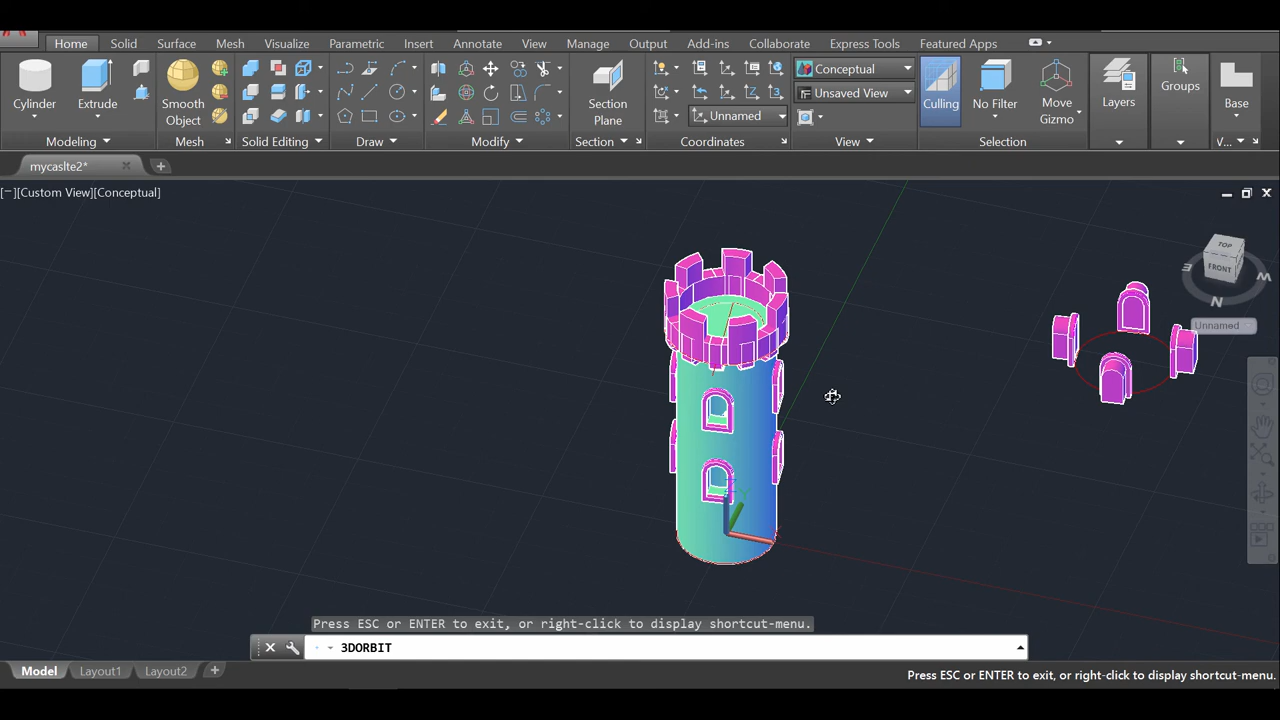 Home Solid Surface Mesh Visualize Parametric Insert Annotate View Manage Output Add-ins Collaborate Express Tools Featured Apps
Conceptual
Unsaved View
Unnamed
Cylinder Extrude Smooth Object Section Plane Culling No Filter Move Gizmo Layers Groups Base
Modeling Mesh Solid Editing Draw Modify Section Coordinates View Selection V...
mycaslte2*
[−][Custom View][Conceptual]
TOP
FRONT
Unnamed
Press ESC or ENTER to exit, or right-click to display shortcut-menu.
3DORBIT
Model Layout1 Layout2
Press ESC or ENTER to exit, or right-click to display shortcut-menu.